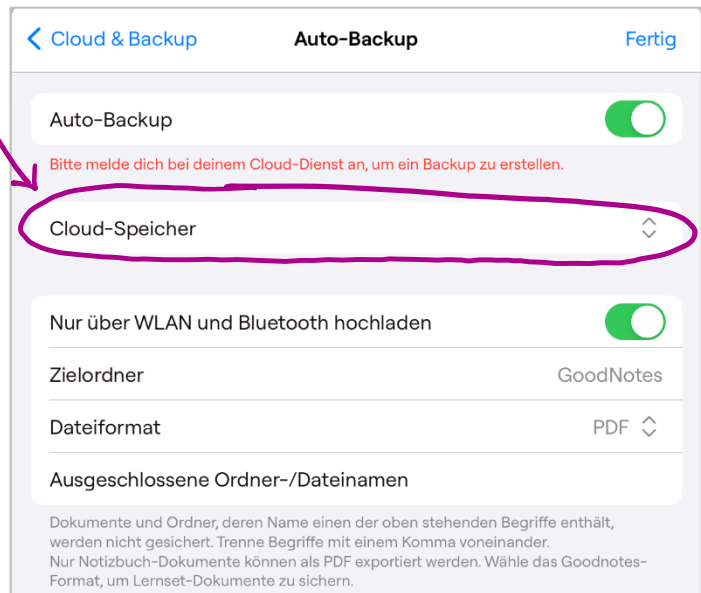 Cloud & Backup Auto-Backup Fertig
Auto-Backup
Bitte melde dich bei deinem Cloud-Dienst an, um ein Backup zu erstellen.
Cloud-Speicher
Nur über WLAN und Bluetooth hochladen
Zielordner GoodNotes
Dateiformat PDF
Ausgeschlossene Ordner-/Dateinamen
Dokumente und Ordner, deren Name einen der oben stehenden Begriffe enthält,
werden nicht gesichert. Trenne Begriffe mit einem Komma voneinander.
Nur Notizbuch-Dokumente können als PDF exportiert werden. Wähle das Goodnotes-
Format, um Lernset-Dokumente zu sichern.